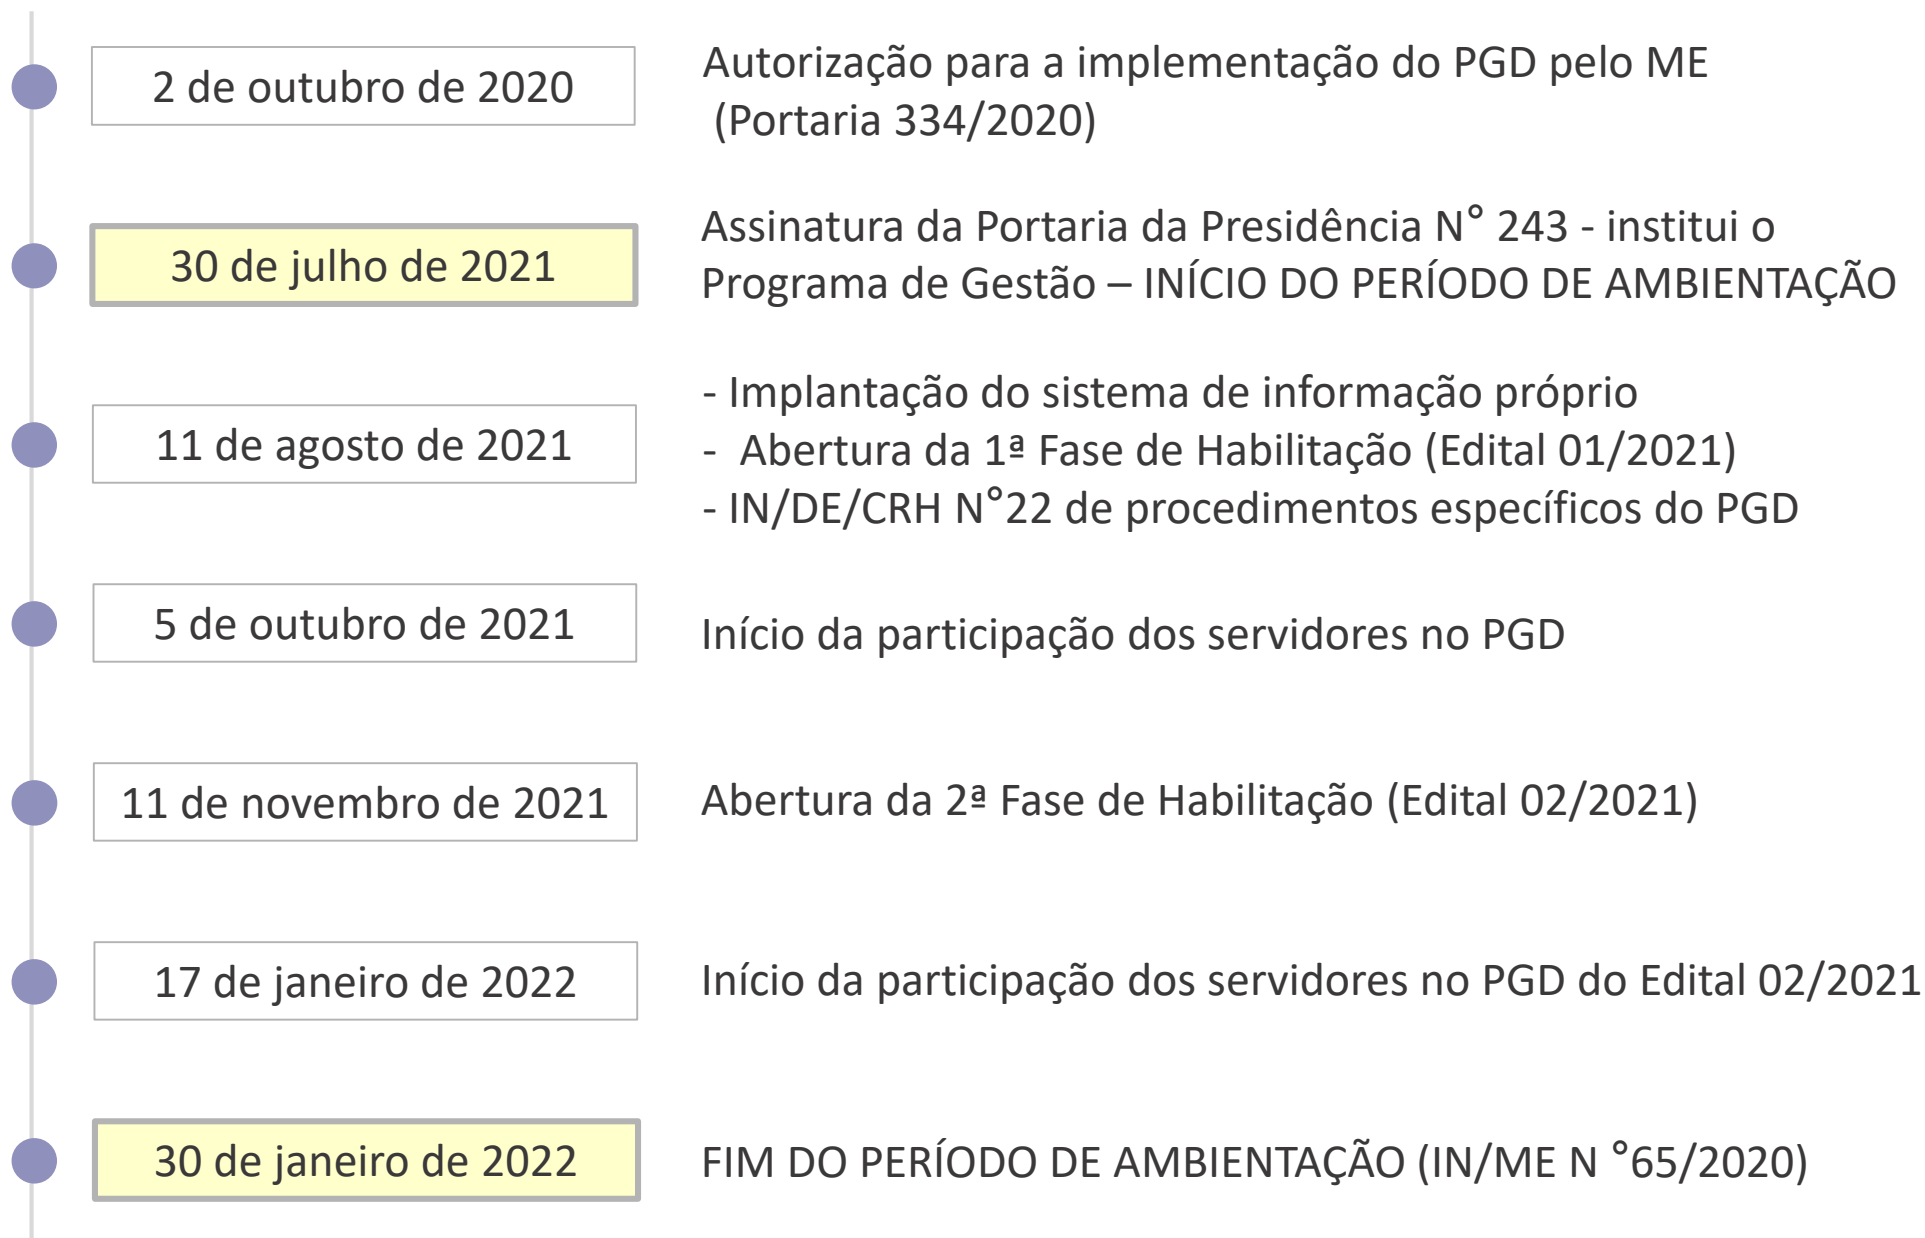 2 de outubro de 2020
Autorização para a implementação do PGD pelo ME
(Portaria 334/2020)
30 de julho de 2021
Assinatura da Portaria da Presidência N° 243 - institui o
Programa de Gestão – INÍCIO DO PERÍODO DE AMBIENTAÇÃO
11 de agosto de 2021
- Implantação do sistema de informação próprio
- Abertura da 1ª Fase de Habilitação (Edital 01/2021)
- IN/DE/CRH N°22 de procedimentos específicos do PGD
5 de outubro de 2021
Início da participação dos servidores no PGD
11 de novembro de 2021
Abertura da 2ª Fase de Habilitação (Edital 02/2021)
17 de janeiro de 2022
Início da participação dos servidores no PGD do Edital 02/2021
30 de janeiro de 2022
FIM DO PERÍODO DE AMBIENTAÇÃO (IN/ME N °65/2020)